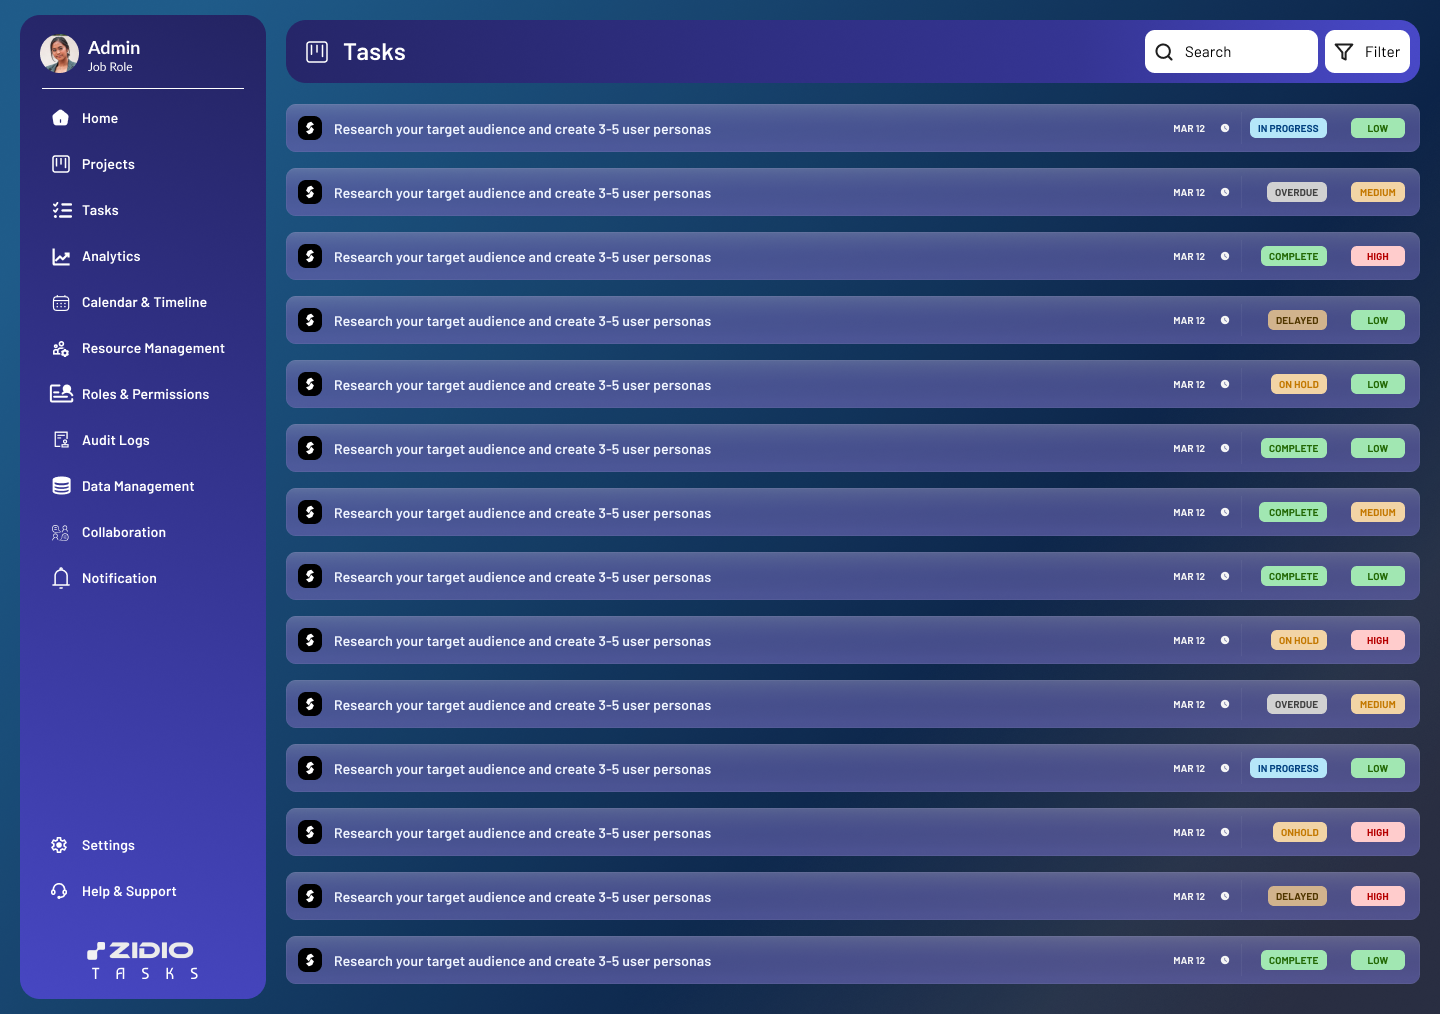 Admin
Job Role
Home
Projects
Tasks
Analytics
Calendar & Timeline
Resource Management
Roles & Permissions
Audit Logs
Data Management
Collaboration
Notification
Settings
Help & Support
ZIDIO
TASKS
Tasks
Search
Filter
Research your target audience and create 3-5 user personas MAR 12 IN PROGRESS LOW
Research your target audience and create 3-5 user personas MAR 12 OVERDUE MEDIUM
Research your target audience and create 3-5 user personas MAR 12 COMPLETE HIGH
Research your target audience and create 3-5 user personas MAR 12 DELAYED LOW
Research your target audience and create 3-5 user personas MAR 12 ON HOLD LOW
Research your target audience and create 3-5 user personas MAR 12 COMPLETE LOW
Research your target audience and create 3-5 user personas MAR 12 COMPLETE MEDIUM
Research your target audience and create 3-5 user personas MAR 12 COMPLETE LOW
Research your target audience and create 3-5 user personas MAR 12 ON HOLD HIGH
Research your target audience and create 3-5 user personas MAR 12 OVERDUE MEDIUM
Research your target audience and create 3-5 user personas MAR 12 IN PROGRESS LOW
Research your target audience and create 3-5 user personas MAR 12 ONHOLD HIGH
Research your target audience and create 3-5 user personas MAR 12 DELAYED HIGH
Research your target audience and create 3-5 user personas MAR 12 COMPLETE LOW